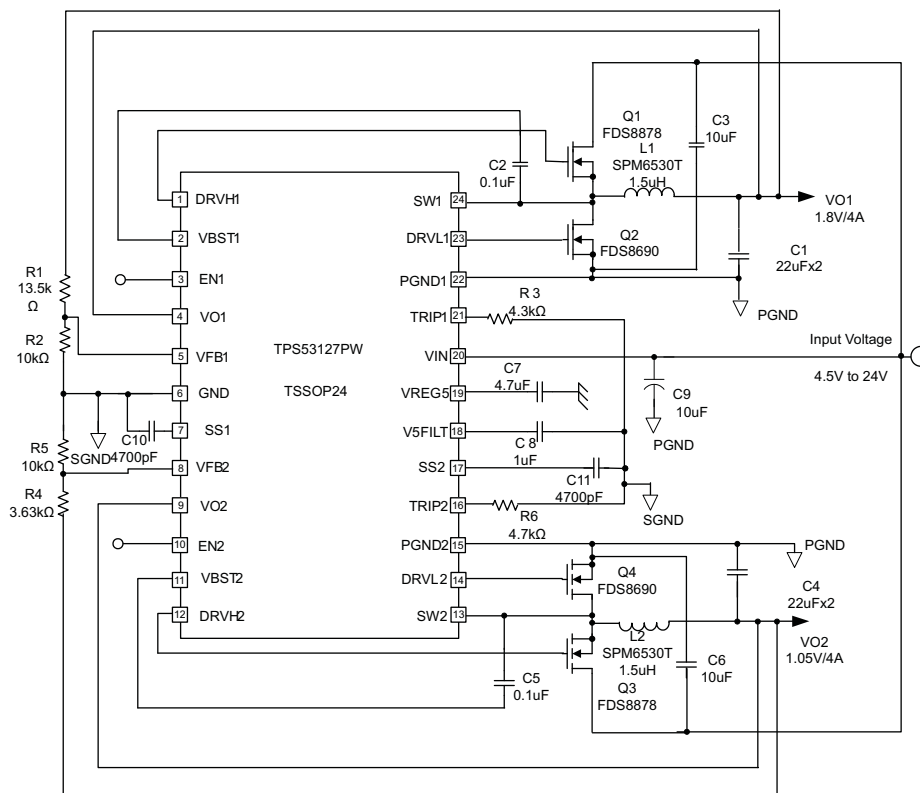 Q1
FDS8878
L1
SPM6530T
1.5uH
C3
10uF
C2
0.1uF
VO1
1.8V/4A
Q2
FDS8690
C1
22uFx2
PGND
1 DRVH1
2 VBST1
3 EN1
4 VO1
5 VFB1
6 GND
7 SS1
8 VFB2
9 VO2
10 EN2
11 VBST2
12 DRVH2
TPS53127PW
TSSOP24
SW1 24
DRVL1 23
PGND1 22
TRIP1 21
VIN 20
VREG5 19
V5FILT 18
SS2 17
TRIP2 16
PGND2 15
DRVL2 14
SW2 13
R1
13.5k
Ω
R2
10kΩ
SGND
C10
4700pF
R5
10kΩ
R4
3.63kΩ
R 3
4.3kΩ
C7
4.7uF
C 8
1uF
C11
4700pF
R6
4.7kΩ
SGND
Input Voltage
4.5V to 24V
C9
10uF
PGND
PGND
Q4
FDS8690
C4
22uFx2
L2
SPM6530T
1.5uH
VO2
1.05V/4A
C6
10uF
Q3
FDS8878
C5
0.1uF